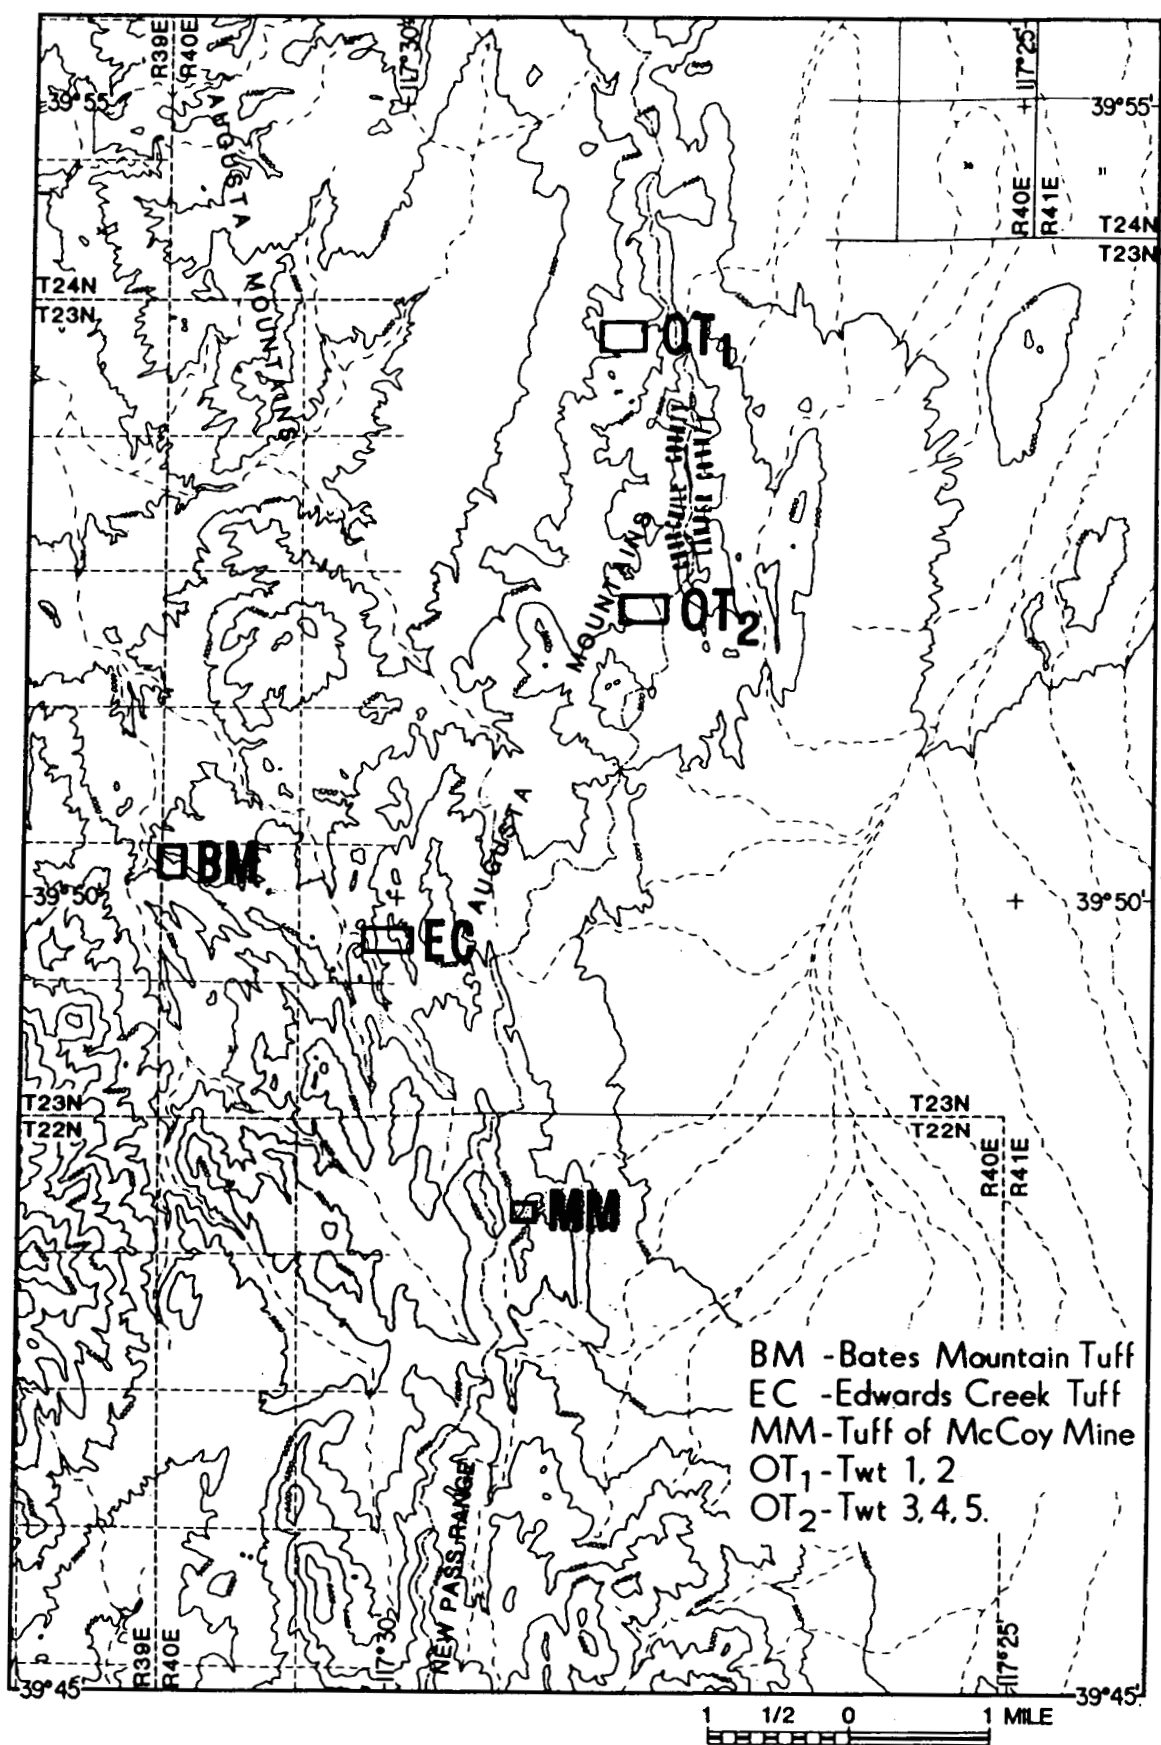 R39E
R40E
117°30'
117°25'
39°55'
39°55'
AUGUSTA
MOUNTAINS
36
31
R40E
R41E
T24N
T23N
T24N
T23N
OT1
LANDER COUNTY
MOUNTAINS
OT2
AUGUSTA
BM
39°50'
39°50'
EC
T23N
T22N
T23N
T22N
R40E
R41E
MM
BM -Bates Mountain Tuff
EC -Edwards Creek Tuff
MM-Tuff of McCoy Mine
OT1-Twt 1, 2
OT2-Twt 3, 4, 5.
NEW PASS RANGE
R39E
R40E
117°30'
117°25'
39°45'
39°45'
1 1/2 0 1 MILE